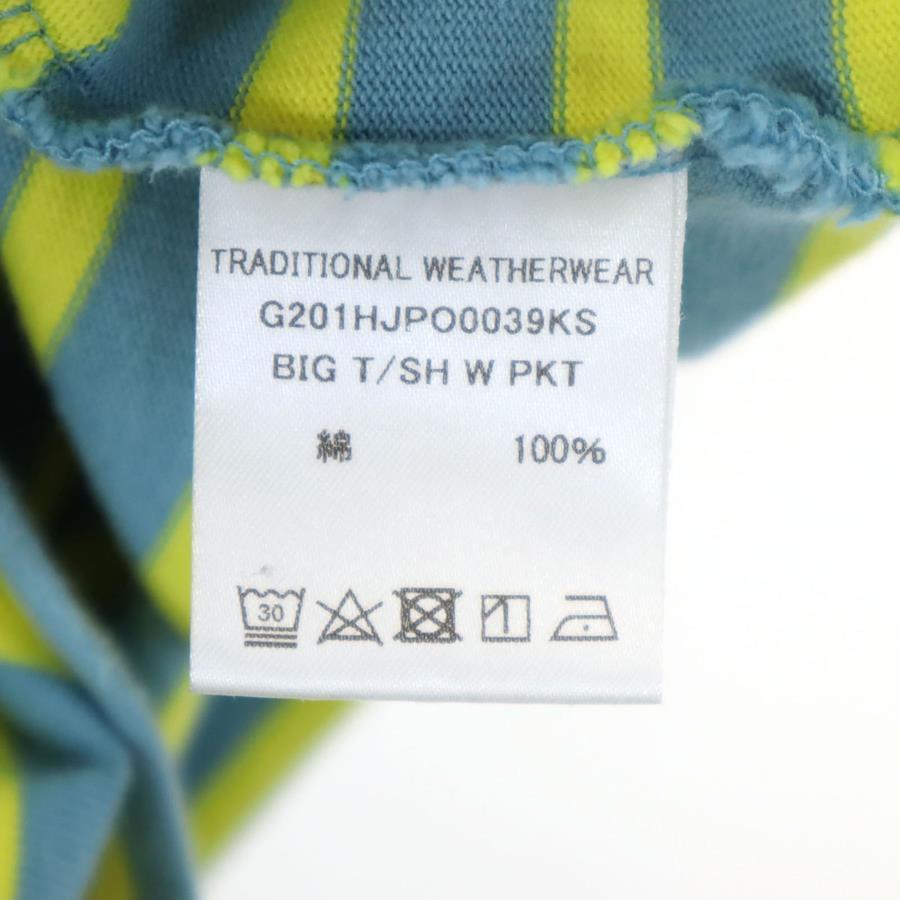 TRADITIONAL WEATHERWEAR
G201HJPO0039KS
BIG T/SH W PKT
綿 100%
30